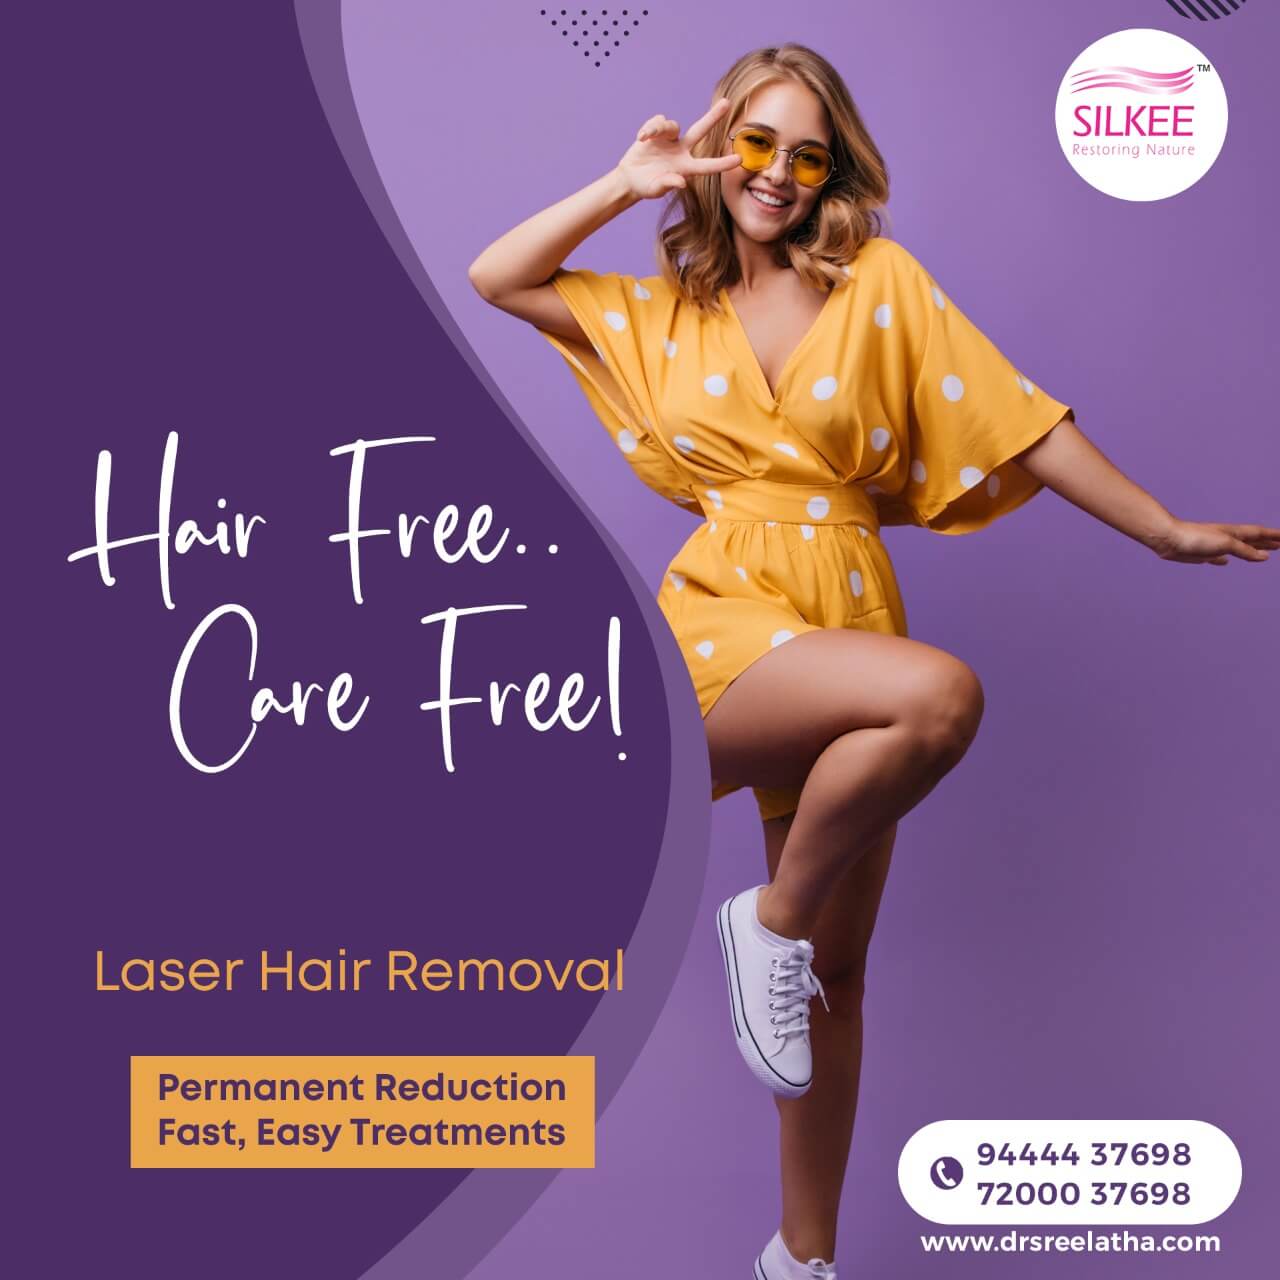 SILKEE™
Restoring Nature
Hair Free..
Care Free!
Laser Hair Removal
Permanent Reduction
Fast, Easy Treatments
94444 37698
72000 37698
www.drsreelatha.com